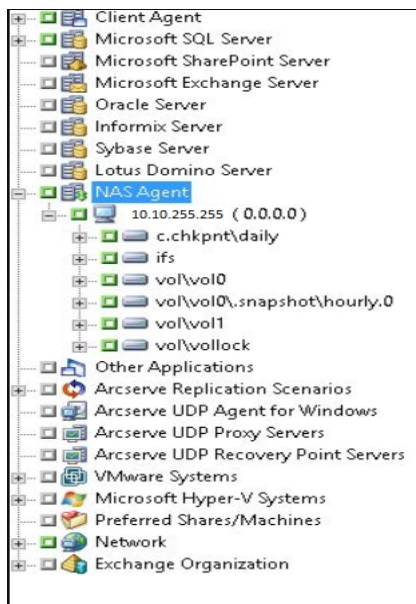 Client Agent
Microsoft SQL Server
Microsoft SharePoint Server
Microsoft Exchange Server
Oracle Server
Informix Server
Sybase Server
Lotus Domino Server
NAS Agent
10.10.255.255 ( 0.0.0.0 )
c.chkpnt\daily
ifs
vol\vol0
vol\vol0\.snapshot\hourly.0
vol\vol1
vol\vollock
Other Applications
Arcserve Replication Scenarios
Arcserve UDP Agent for Windows
Arcserve UDP Proxy Servers
Arcserve UDP Recovery Point Servers
VMware Systems
Microsoft Hyper-V Systems
Preferred Shares/Machines
Network
Exchange Organization